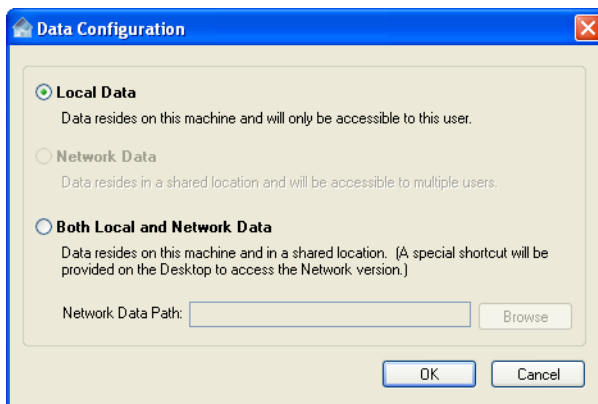 Data Configuration
Local Data
Data resides on this machine and will only be accessible to this user.
Network Data
Data resides in a shared location and will be accessible to multiple users.
Both Local and Network Data
Data resides on this machine and in a shared location.  (A special shortcut will be
provided on the Desktop to access the Network version.)
Network Data Path:
Browse
OK
Cancel